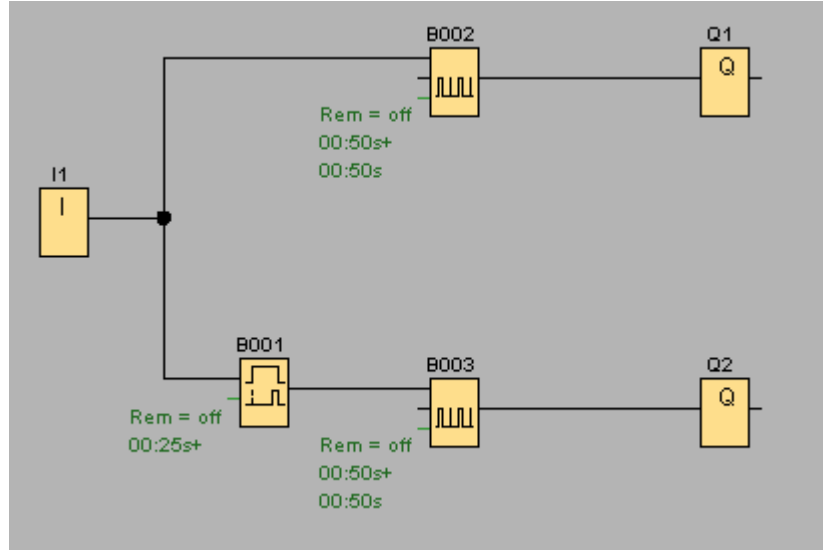 B002
Q1
Q
Rem = off
00:50s+
00:50s
I1
I
B001
Rem = off
00:25s+
B003
Q2
Q
Rem = off
00:50s+
00:50s